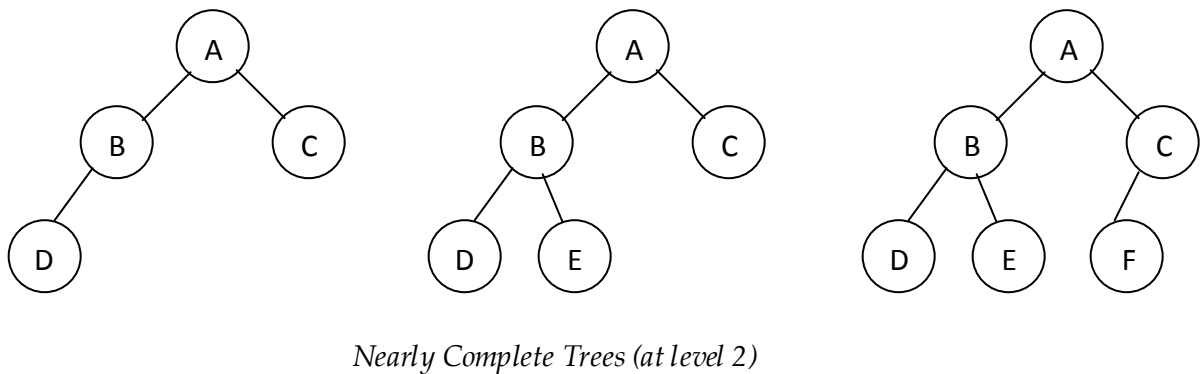 A A A
B C B C B C
D D E D E F
Nearly Complete Trees (at level 2)